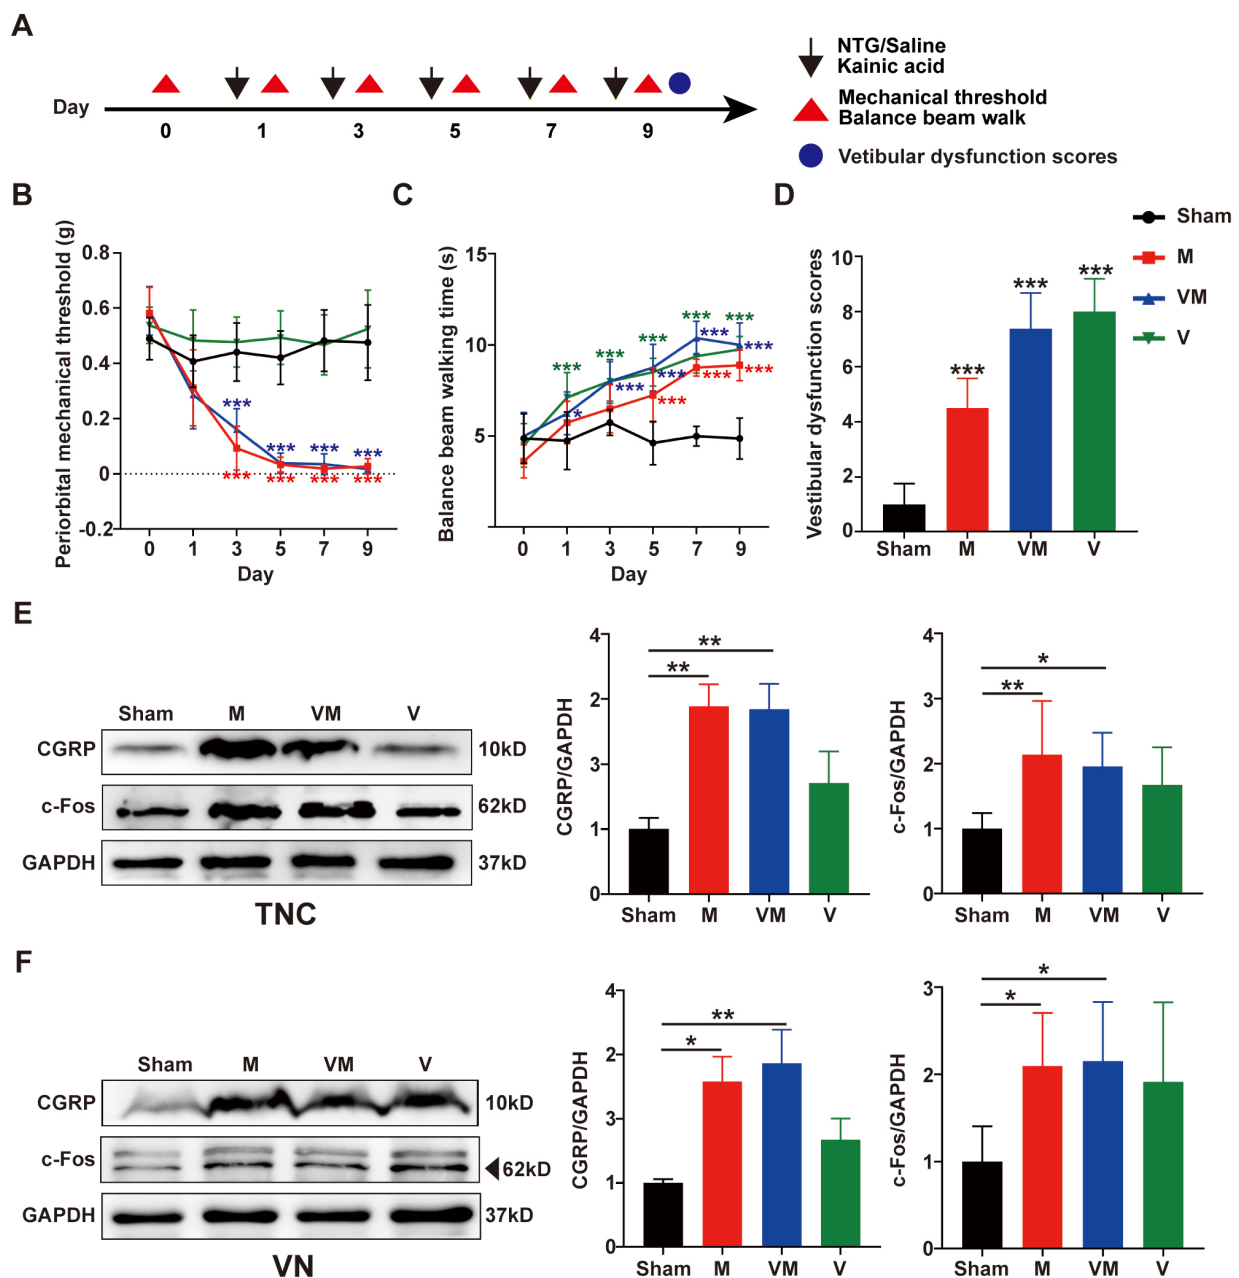 A
NTG/Saline
Kainic acid
Mechanical threshold
Balance beam walk
Vetibular dysfunction scores
Day
0 1 3 5 7 9
B
Periorbital mechanical threshold (g)
0.8
0.6
0.4
0.2
0
-0.2
*** *** *** ***
*** *** *** ***
0 1 3 5 7 9
Day
C
Balance beam walking time (s)
15
10
5
*** *** *** *** ***
* *** *** *** ***
*** *** ***
0 1 3 5 7 9
Day
D
Vestibular dysfunction scores
10
8
6
4
2
0
*** *** ***
Sham M VM V
Sham
M
VM
V
E
Sham M VM V
CGRP 10kD
c-Fos 62kD
GAPDH 37kD
TNC
CGRP/GAPDH
4
2
3
1
0
**
**
Sham M VM V
c-Fos/GAPDH
4
3
2
1
0
*
**
Sham M VM V
F
Sham M VM V
CGRP 10kD
c-Fos 62kD
GAPDH 37kD
VN
CGRP/GAPDH
4
2
3
1
0
**
*
Sham M VM V
c-Fos/GAPDH
3
2
1
0
*
*
Sham M VM V